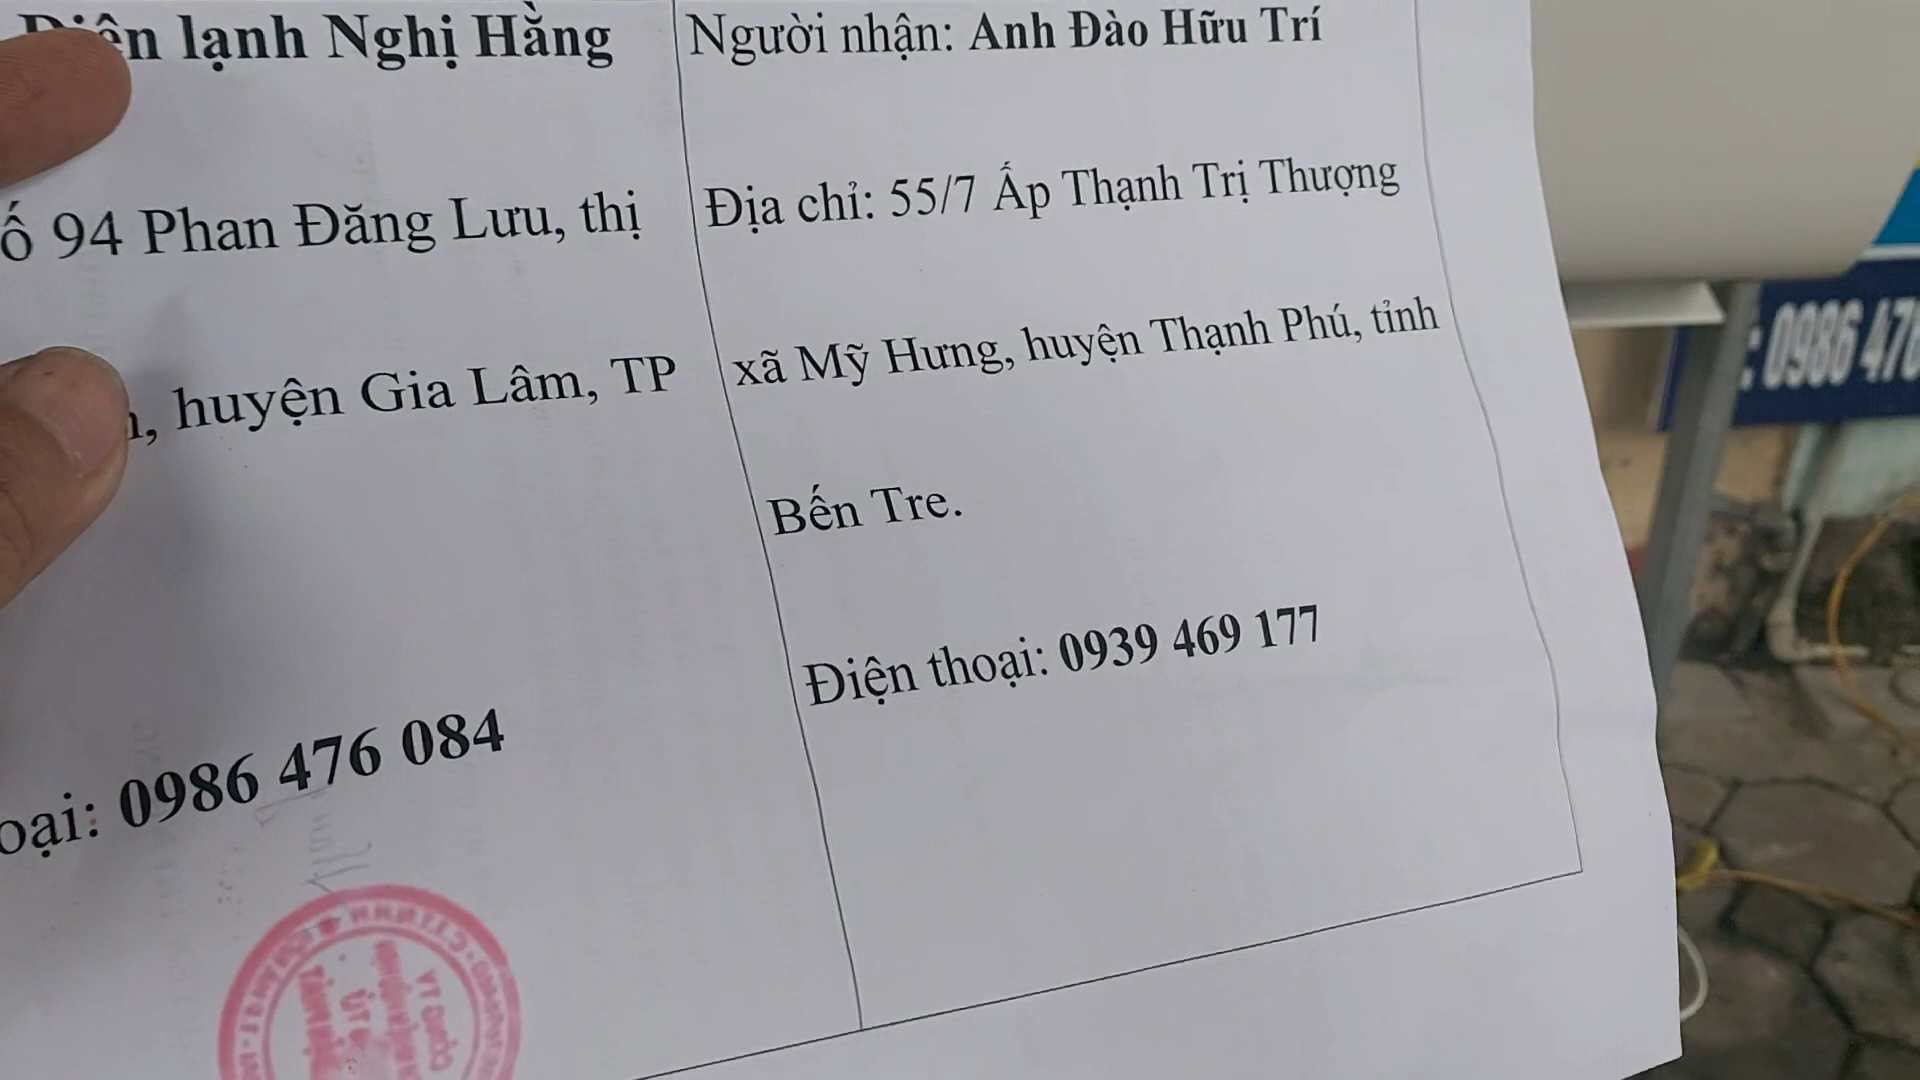 Điện lạnh Nghị Hằng
ố 94 Phan Đăng Lưu, thị
, huyện Gia Lâm, TP
oại: 0986 476 084
Người nhận: Anh Đào Hữu Trí
Địa chỉ: 55/7 Ấp Thạnh Trị Thượng
xã Mỹ Hưng, huyện Thạnh Phú, tỉnh
Bến Tre.
Điện thoại: 0939 469 177
: 0986 476